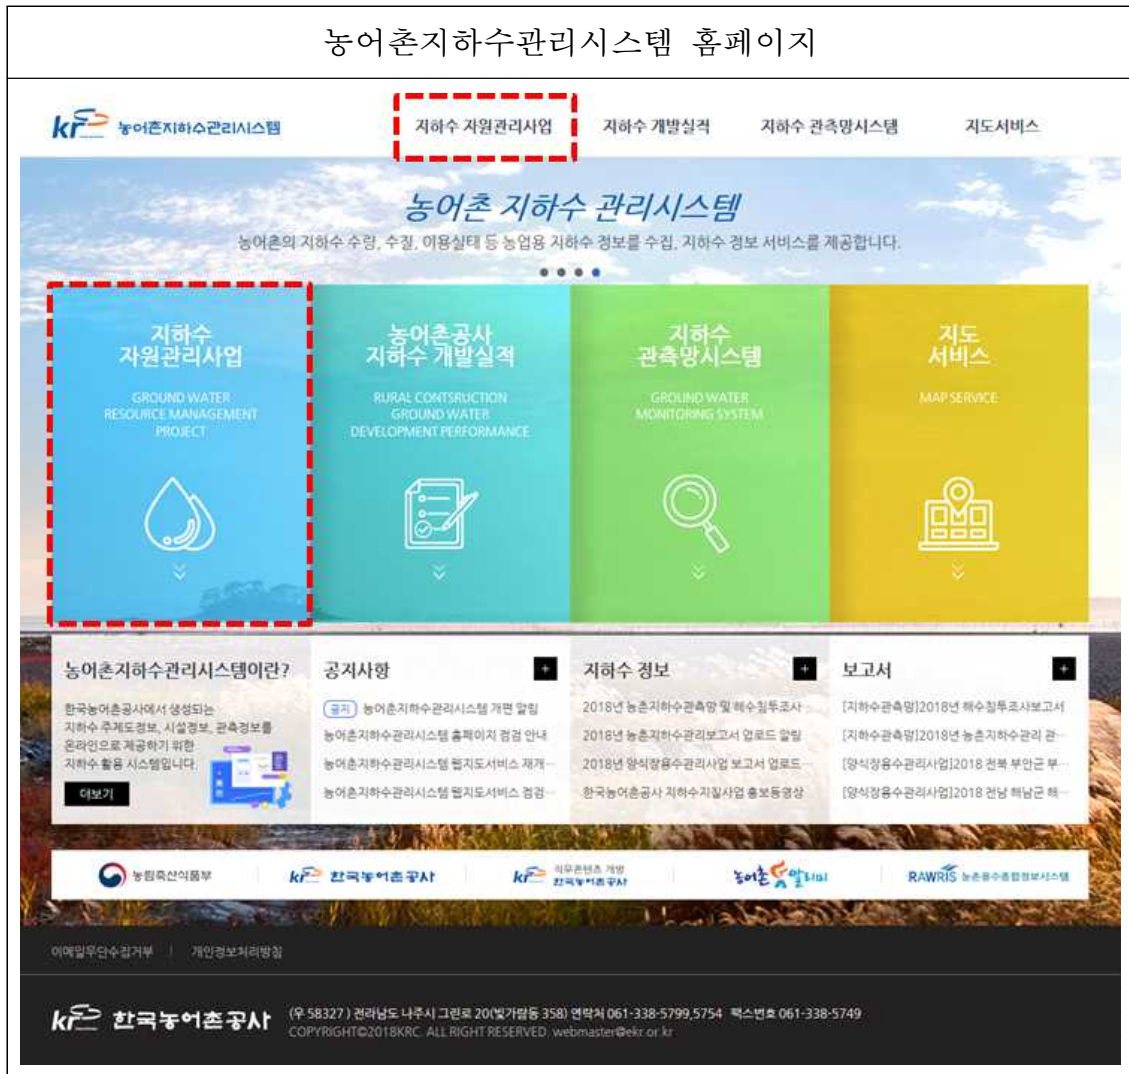 농어촌지하수관리시스템 홈페이지
kr 농어촌지하수관리시스템
지하수 자원관리사업
지하수 개발실적
지하수 관측망시스템
지도서비스
농어촌 지하수 관리시스템
농어촌의 지하수 수량, 수질, 이용실태 등 농업용 지하수 정보를 수집, 지하수 정보 서비스를 제공합니다.
지하수
자원관리사업
GROUND WATER
RESOURCE MANAGEMENT
PROJECT
농어촌공사
지하수 개발실적
RURAL CONTSRUCTION
GROUND WATER
DEVELOPMENT PERFORMANCE
지하수
관측망시스템
GROUND WATER
MONITORING SYSTEM
지도
서비스
MAP SERVICE
농어촌지하수관리시스템이란?
한국농어촌공사에서 생성되는
지하수 주제도정보, 시설정보, 관측정보를
온라인으로 제공하기 위한
지하수 활용 시스템입니다.
더보기
공지사항 +
공지 농어촌지하수관리시스템 개편 알림
농어촌지하수관리시스템 홈페이지 점검 안내
농어촌지하수관리시스템 웹지도서비스 재개…
농어촌지하수관리시스템 웹지도서비스 점검…
지하수 정보 +
2018년 농촌지하수관측망 및 해수침투조사
2018년 농촌지하수관리보고서 업로드 알림
2018년 양식장용수관리사업 보고서 업로드…
한국농어촌공사 지하수지질사업 홍보동영상
보고서 +
[지하수관측망]2018년 해수침투조사보고서
[지하수관측망]2018년 농촌지하수관리 관…
[양식장용수관리사업]2018 전북 부안군 부…
[양식장용수관리사업]2018 전남 해남군 해…
농림축산식품부
kr 한국농어촌공사
kr 직무콘텐츠 개발
한국농어촌공사
농어촌 알리미
RAWRIS 농촌용수종합정보시스템
이메일무단수집거부 | 개인정보처리방침
kr 한국농어촌공사
(우 58327 ) 전라남도 나주시 그린로 20(빛가람동 358) 연락처 061-338-5799,5754 팩스번호 061-338-5749
COPYRIGHT©2018KRC. ALL RIGHT RESERVED. webmaster@ekr.or.kr